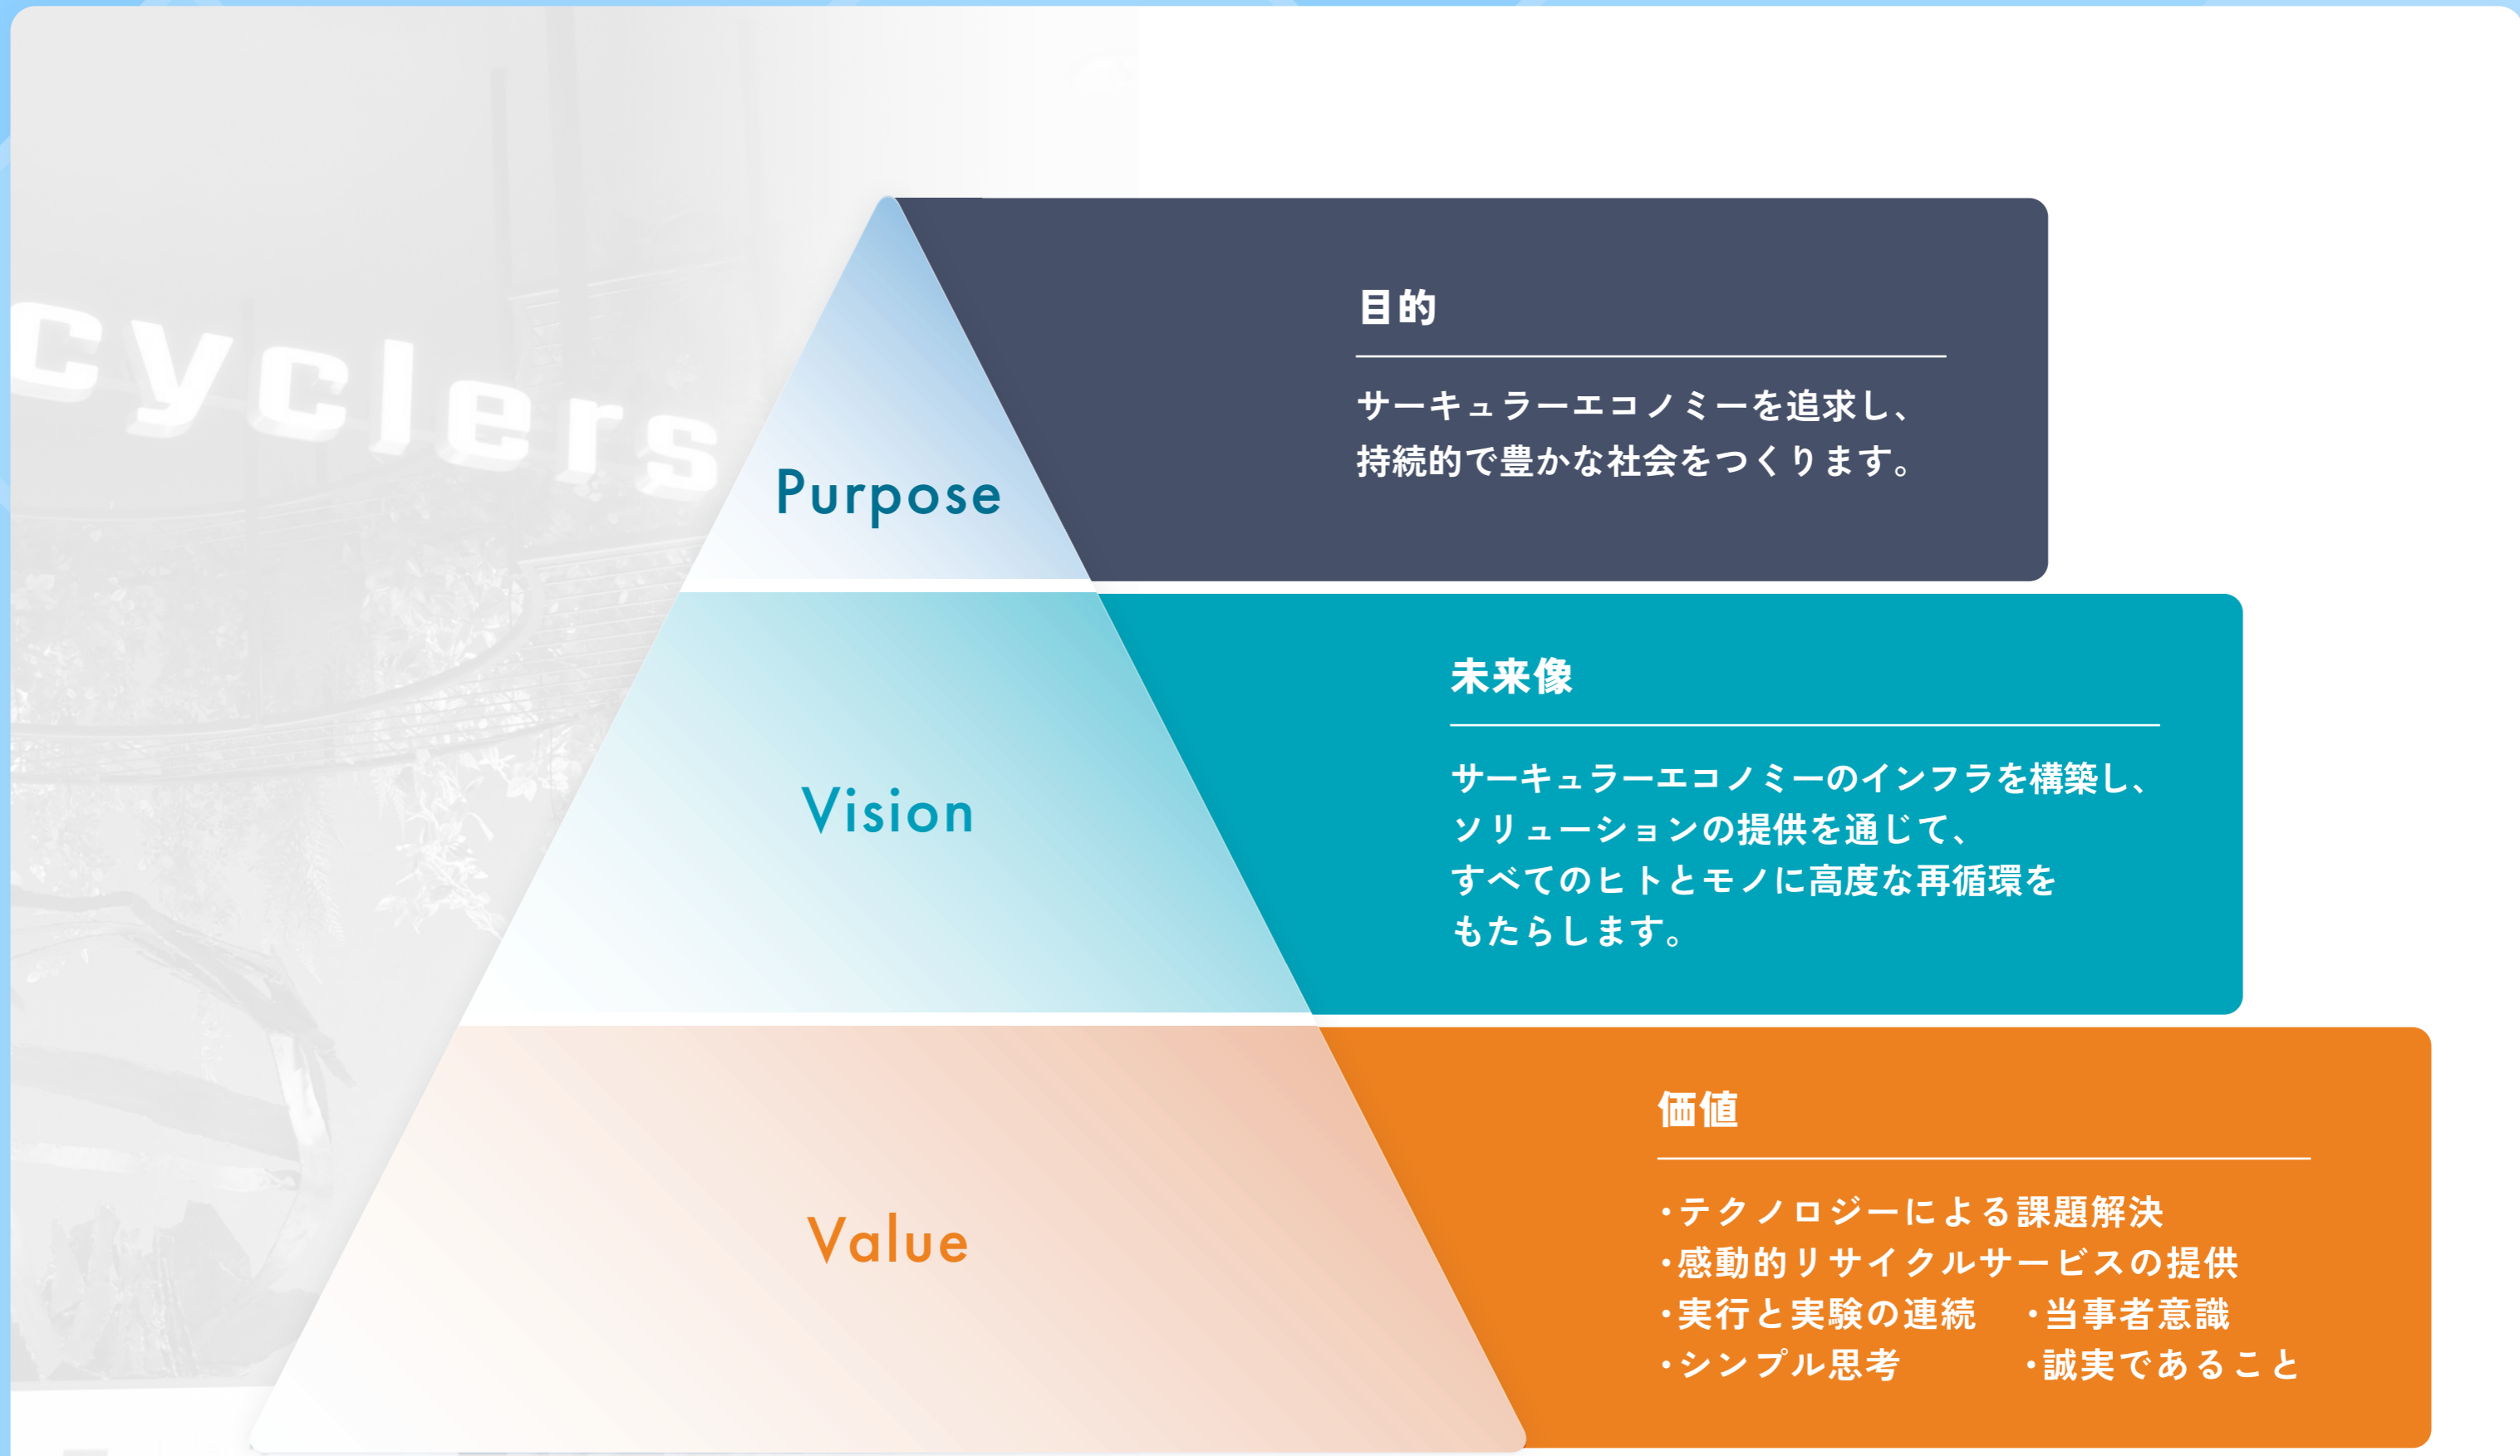 cyclers
Purpose
目的
サーキュラーエコノミーを追求し、
持続的で豊かな社会をつくります。
Vision
未来像
サーキュラーエコノミーのインフラを構築し、
ソリューションの提供を通じて、
すべてのヒトとモノに高度な再循環を
もたらします。
Value
価値
・テクノロジーによる課題解決
・感動的リサイクルサービスの提供
・実行と実験の連続 ・当事者意識
・シンプル思考 ・誠実であること